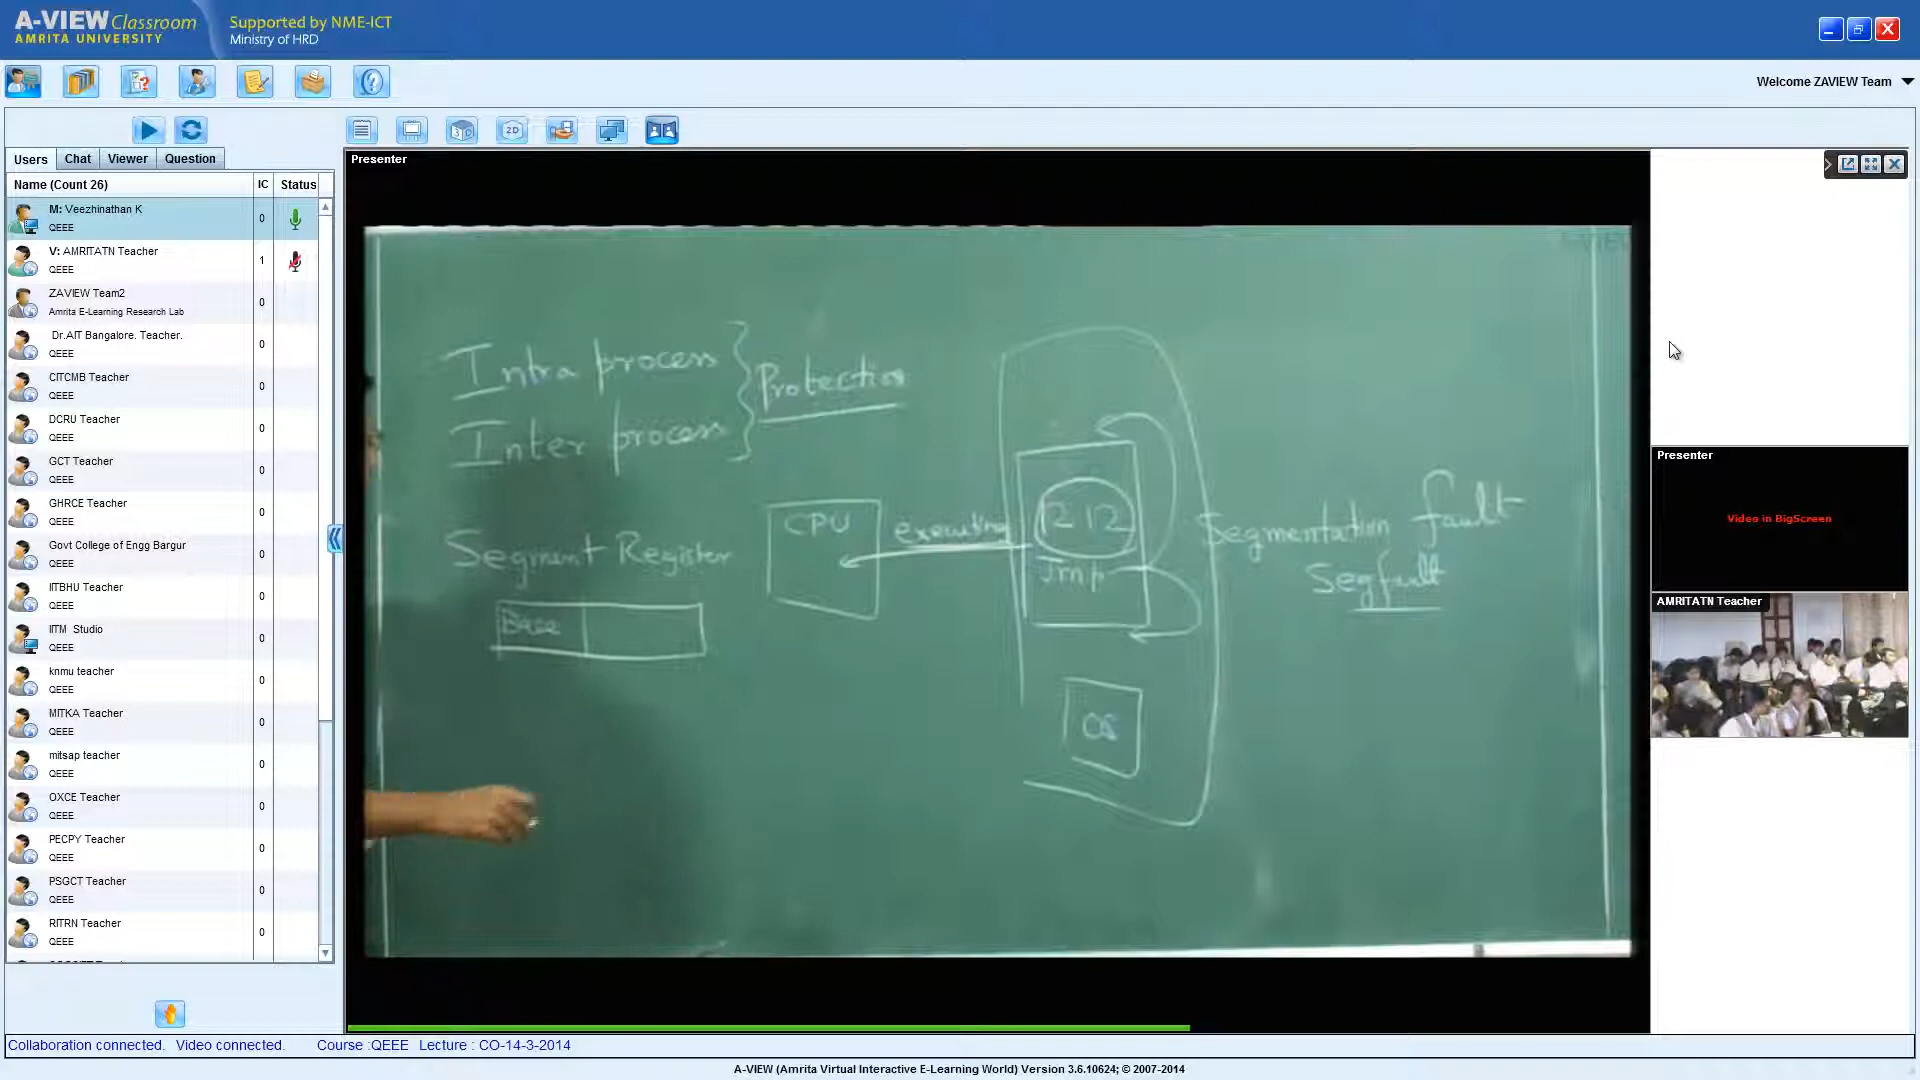 A-VIEW Classroom
AMRITA UNIVERSITY
Supported by NME-ICT
Ministry of HRD
Welcome ZAVIEW Team
Users Chat Viewer Question
Name (Count 26) IC Status
M: Veezhinathan K
QEEE
0
V: AMRITATN Teacher
QEEE
1
ZAVIEW Team2
Amrita E-Learning Research Lab
0
Dr.AIT Bangalore. Teacher.
QEEE
0
CITCMB Teacher
QEEE
0
DCRU Teacher
QEEE
0
GCT Teacher
QEEE
0
GHRCE Teacher
QEEE
0
Govt College of Engg Bargur
QEEE
0
IITBHU Teacher
QEEE
0
IITM Studio
QEEE
0
knmu teacher
QEEE
0
MITKA Teacher
QEEE
0
mitsap teacher
QEEE
0
OXCE Teacher
QEEE
0
PECPY Teacher
QEEE
0
PSGCT Teacher
QEEE
0
RITRN Teacher
QEEE
0
2D
Presenter
Intra process
Inter process
Protection
Segment Register
Base
CPU
executing
12 12
Jmp
OS
Segmentation fault
Segfault
Presenter
Video in BigScreen
AMRITATN Teacher
Collaboration connected. Video connected. Course :QEEE Lecture : CO-14-3-2014
A-VIEW (Amrita Virtual Interactive E-Learning World) Version 3.6.10624; © 2007-2014